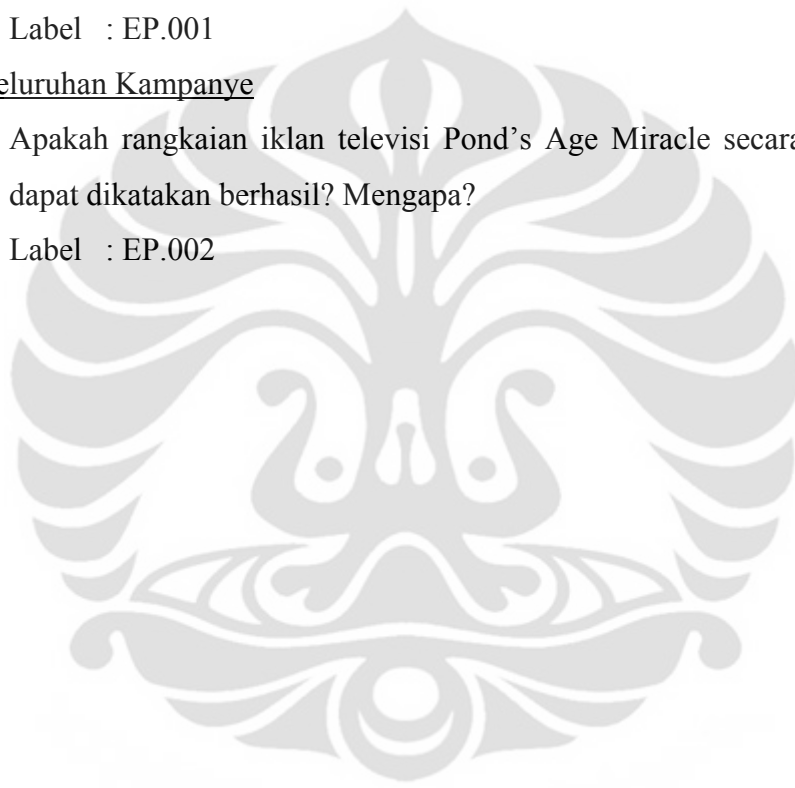 Label : EP.001
eluruhan Kampanye
Apakah rangkaian iklan televisi Pond’s Age Miracle secara
dapat dikatakan berhasil? Mengapa?
Label : EP.002